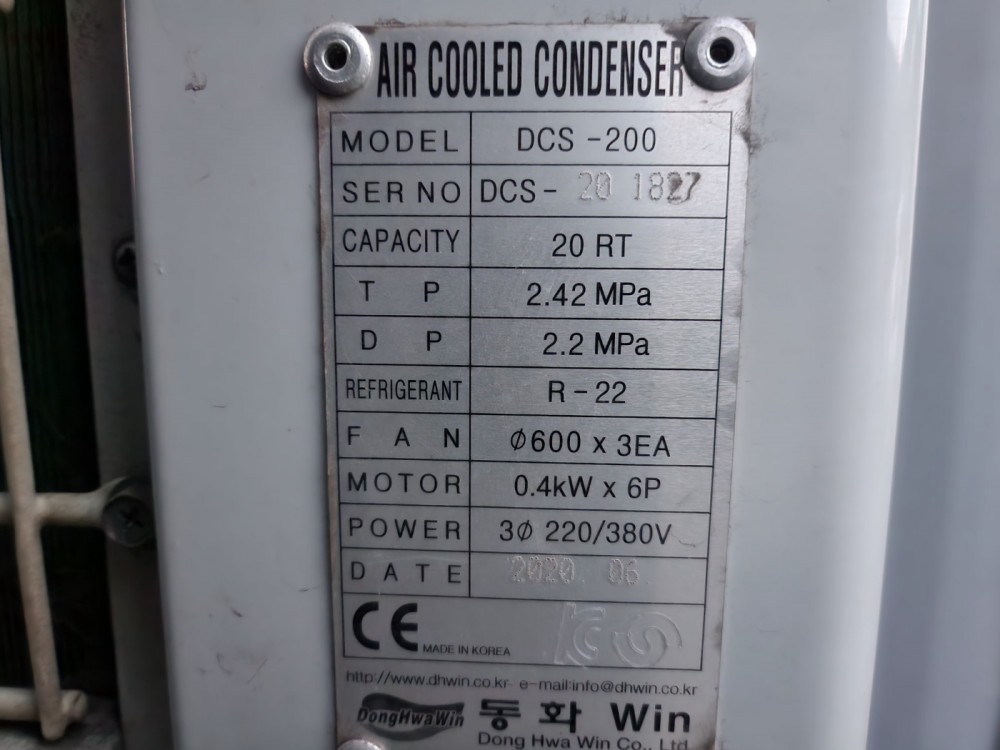 AIR COOLED CONDENSER
MODEL DCS -200
SER NO DCS- 20 1827
CAPACITY 20 RT
T P 2.42 MPa
D P 2.2 MPa
REFRIGERANT R-22
F A N Ø600 x 3EA
MOTOR 0.4kW x 6P
POWER 3Ø 220/380V
DATE 2020. 06
CE MADE IN KOREA KC S
http://www.dhwin.co.kr e-mail:info@dhwin.co.kr
DongHwaWin 동화 Win
Dong Hwa Win Co., Ltd.